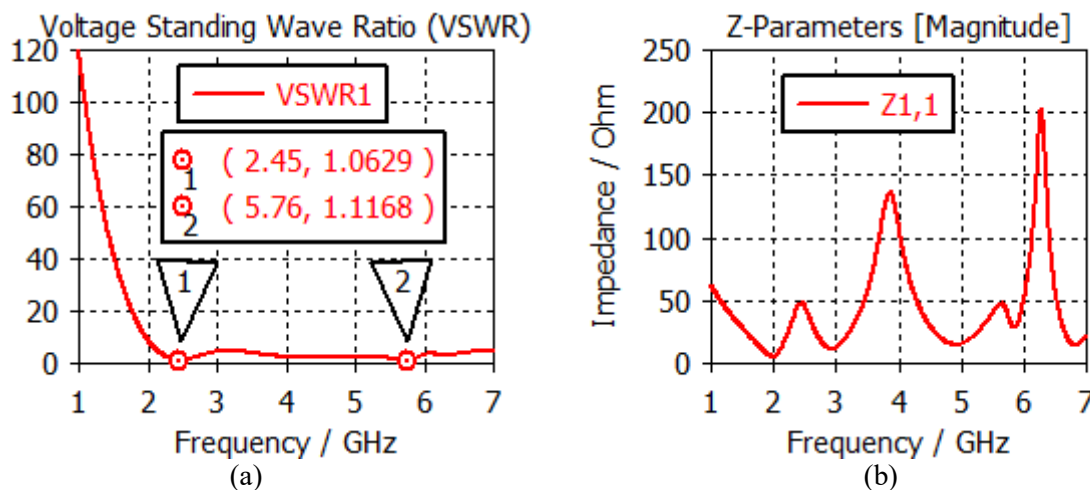 Voltage Standing Wave Ratio (VSWR)
120
100
80
60
40
20
0
VSWR1
1 ( 2.45, 1.0629 )
2 ( 5.76, 1.1168 )
1
2
1 2 3 4 5 6 7
Frequency / GHz
(a)
Z-Parameters [Magnitude]
Impedance / Ohm
250
200
150
100
50
0
Z1,1
1 2 3 4 5 6 7
Frequency / GHz
(b)